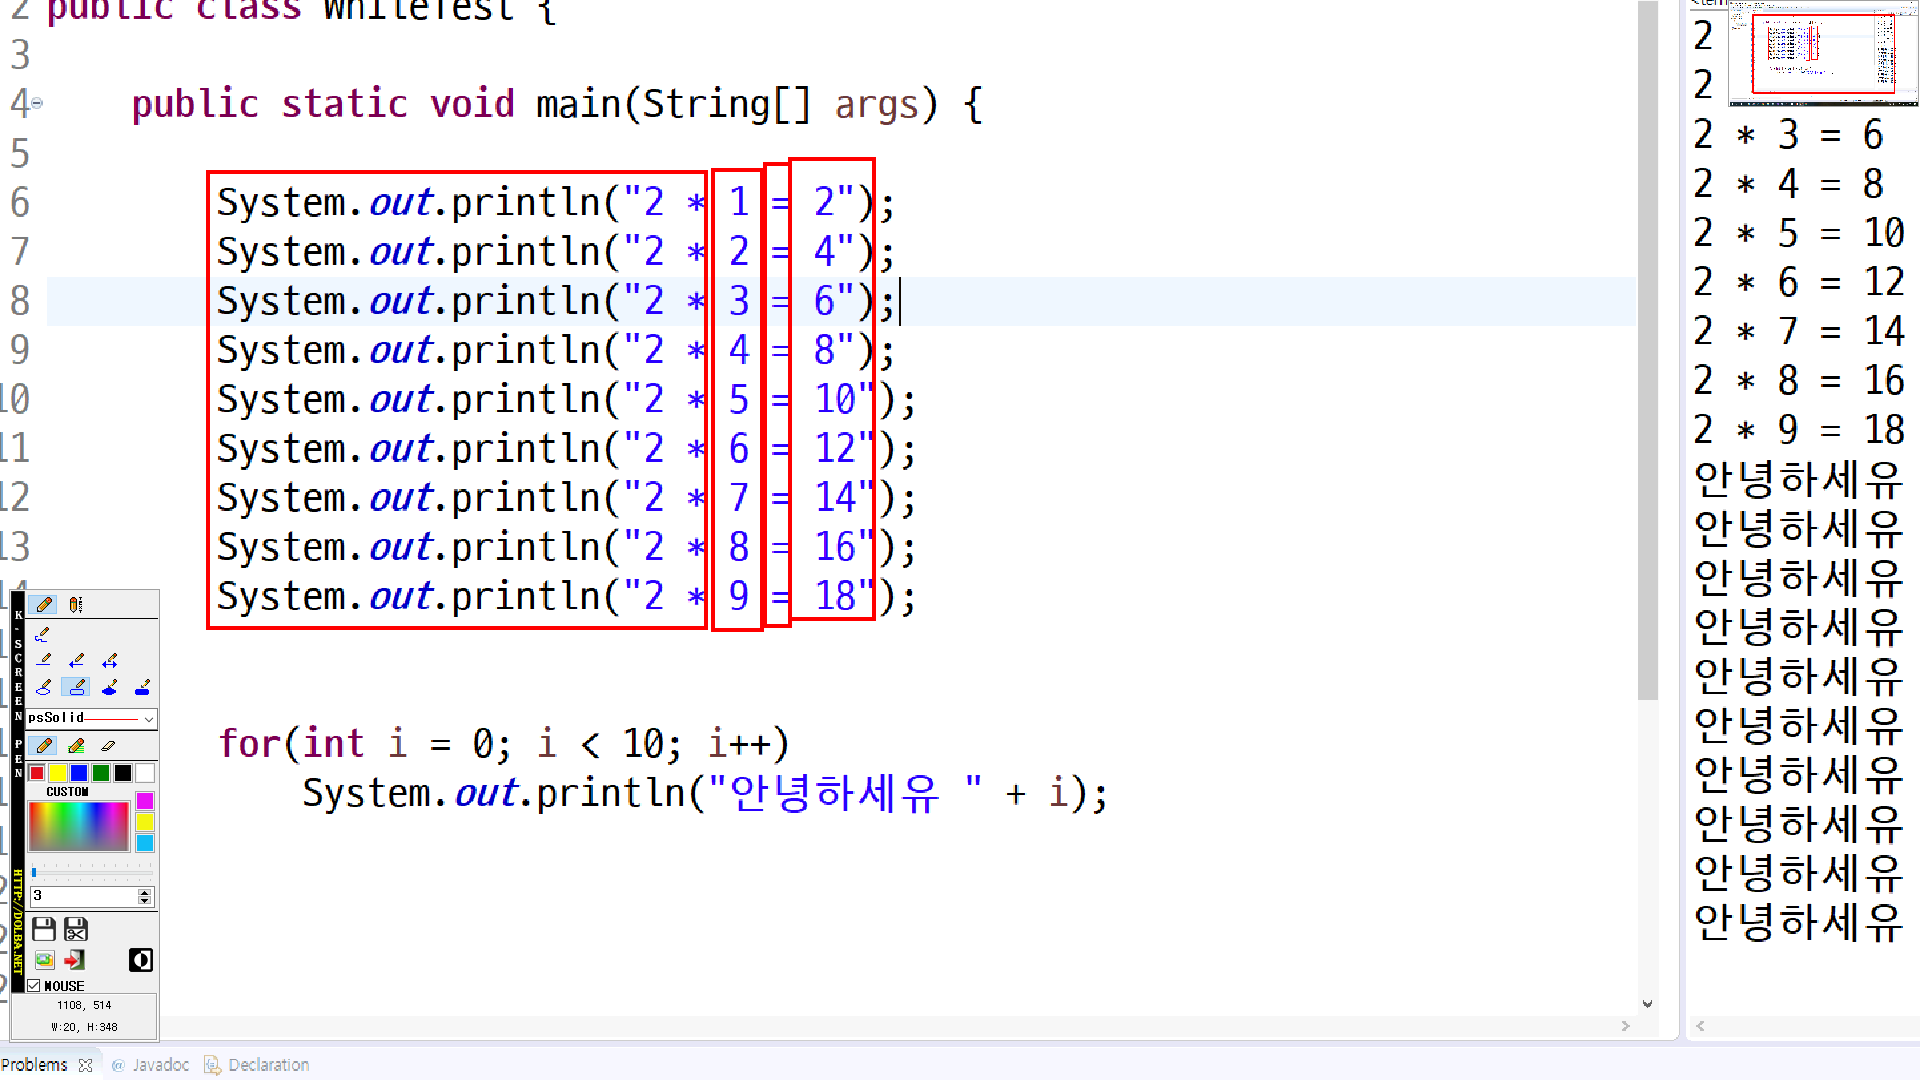 2 public class WhileTest {
3
4 public static void main(String[] args) {
5
6 System.out.println("2 * 1 = 2");
7 System.out.println("2 * 2 = 4");
8 System.out.println("2 * 3 = 6");
9 System.out.println("2 * 4 = 8");
10 System.out.println("2 * 5 = 10");
11 System.out.println("2 * 6 = 12");
12 System.out.println("2 * 7 = 14");
13 System.out.println("2 * 8 = 16");
14 System.out.println("2 * 9 = 18");
for(int i = 0; i < 10; i++)
System.out.println("안녕하세유 " + i);
2
2
2 * 3 = 6
2 * 4 = 8
2 * 5 = 10
2 * 6 = 12
2 * 7 = 14
2 * 8 = 16
2 * 9 = 18
안녕하세유
안녕하세유
안녕하세유
안녕하세유
안녕하세유
안녕하세유
안녕하세유
안녕하세유
안녕하세유
안녕하세유
K-SCREEN PEN
HTTP://DOLBA.NET
psSolid
CUSTOM
3
MOUSE
1108, 514
W:20, H:348
Problems
@ Javadoc
Declaration